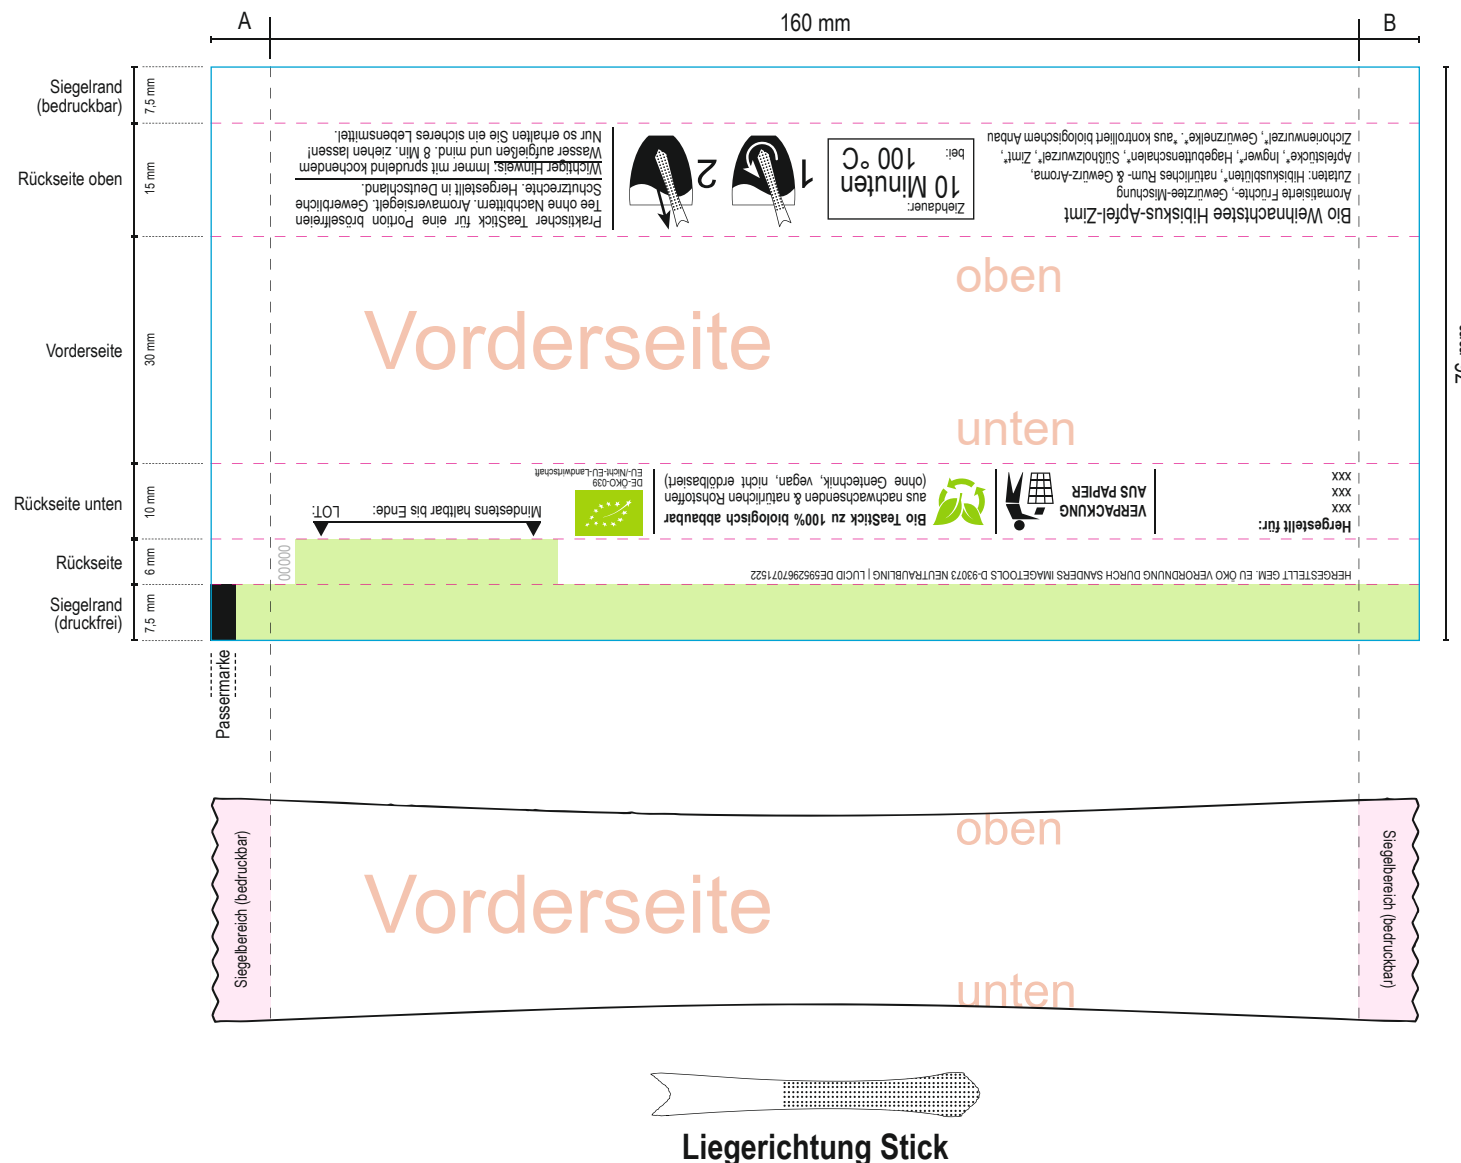 A
160 mm
B
Siegelrand
(bedruckbar)
7,5 mm
Rückseite oben
15 mm
Bio Weihnachtstee Hibiskus-Apfel-Zimt
Aromatisierte Früchte-, Gewürztee-Mischung
Zutaten: Hibiskusblüten*, natürliches Rum- & Gewürz-Aroma,
Apfelstücke*, Ingwer*, Hagebuttenschalen*, Süßholzwurzel*, Zimt*,
Zichorienwurzel*, Gewürznelke*. *aus kontrolliert biologischem Anbau
Ziehdauer:
10 Minuten
bei: 100 °C
1
2
Praktischer TeaStick für eine Portion bröselfreien
Tee ohne Nachbittern. Aromaversiegelt. Gewerbliche
Schutzrechte. Hergestellt in Deutschland.
Wichtiger Hinweis: Immer mit sprudelnd kochendem
Wasser aufgießen und mind. 8 Min. ziehen lassen!
Nur so erhalten Sie ein sicheres Lebensmittel.
Vorderseite
30 mm
oben
Vorderseite
unten
Rückseite unten
10 mm
Hergestellt für:
xxx
xxx
xxx
VERPACKUNG
AUS PAPIER
Bio TeaStick zu 100% biologisch abbaubar
aus nachwachsenden & natürlichen Rohstoffen
(ohne Gentechnik, vegan, nicht erdölbasiert)
DE-ÖKO-039
EU-/Nicht-EU-Landwirtschaft
Mindestens haltbar bis Ende:
LOT:
Rückseite
6 mm
00000
HERGESTELLT GEM. EU ÖKO VERORDNUNG DURCH SANDERS IMAGETOOLS D-93073 NEUTRAUBLING | LUCID DE5952967071522
Siegelrand
(druckfrei)
7,5 mm
Passermarke
Siegelbereich (bedruckbar)
oben
Vorderseite
unten
Siegelbereich (bedruckbar)
Liegerichtung Stick